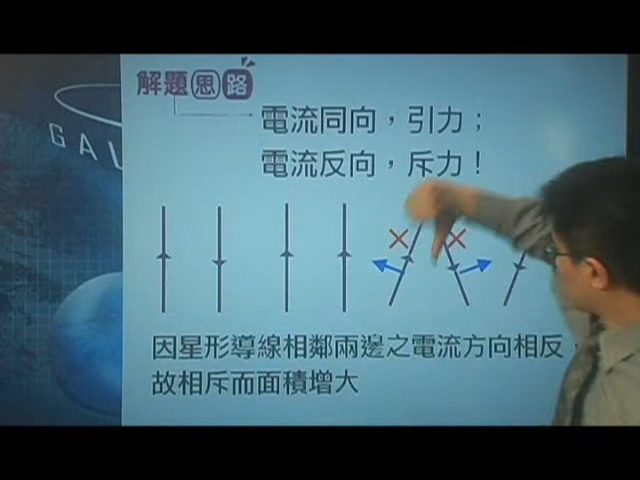 解題思路
電流同向，引力；
電流反向，斥力！
GAL
因星形導線相鄰兩邊之電流方向相反，
故相斥而面積增大